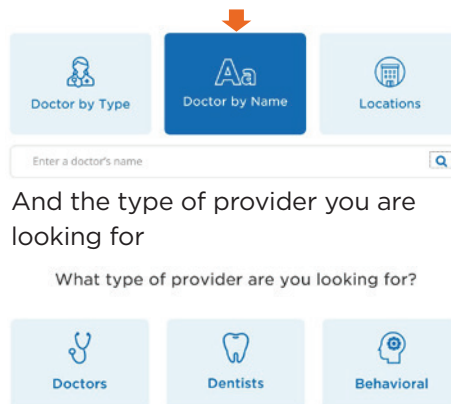 Aa
Doctor by Type
Doctor by Name
Locations
Enter a doctor's name
And the type of provider you are
looking for
What type of provider are you looking for?
Doctors
Dentists
Behavioral